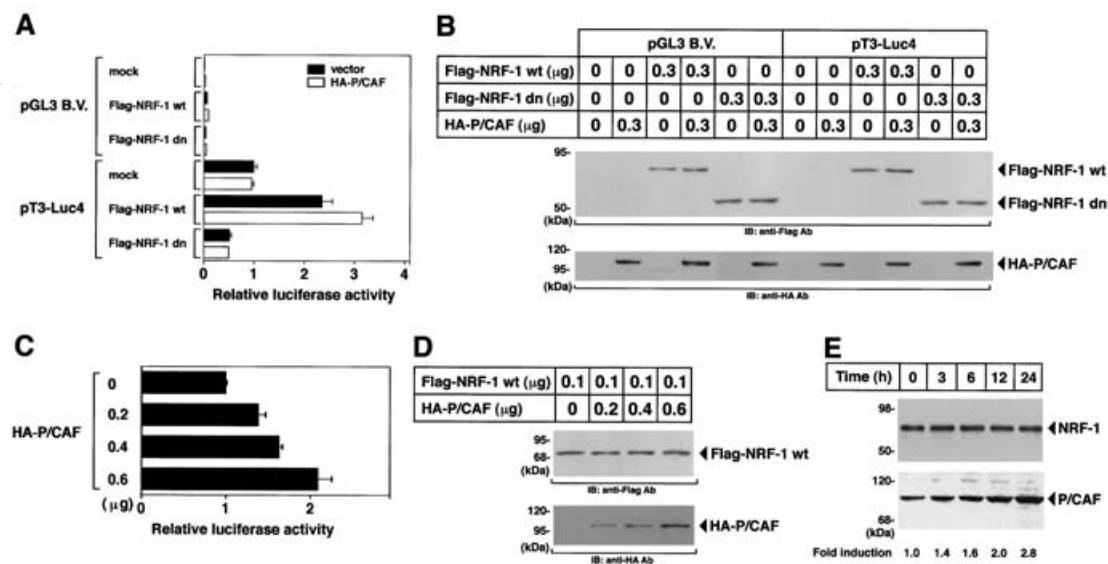 A
pGL3 B.V.
mock
Flag-NRF-1 wt
Flag-NRF-1 dn
pT3-Luc4
mock
Flag-NRF-1 wt
Flag-NRF-1 dn
vector
HA-P/CAF
0 1 2 3 4
Relative luciferase activity
B
pGL3 B.V. pT3-Luc4
Flag-NRF-1 wt (µg) 0 0 0.3 0.3 0 0 0 0 0.3 0.3 0 0
Flag-NRF-1 dn (µg) 0 0 0 0 0.3 0.3 0 0 0 0 0.3 0.3
HA-P/CAF (µg) 0 0.3 0 0.3 0 0.3 0 0.3 0 0.3 0 0.3
95-
50-
(kDa)
Flag-NRF-1 wt
Flag-NRF-1 dn
IB: anti-Flag Ab
120-
95-
(kDa)
HA-P/CAF
IB: anti-HA Ab
C
HA-P/CAF
0
0.2
0.4
0.6
(µg)
1 2
Relative luciferase activity
D
Flag-NRF-1 wt (µg) 0.1 0.1 0.1 0.1
HA-P/CAF (µg) 0 0.2 0.4 0.6
95-
68-
(kDa)
Flag-NRF-1 wt
IB: anti-Flag Ab
120-
95-
(kDa)
HA-P/CAF
IB: anti-HA Ab
E
Time (h) 0 3 6 12 24
98-
50-
NRF-1
120-
68-
(kDa)
P/CAF
Fold induction 1.0 1.4 1.6 2.0 2.8